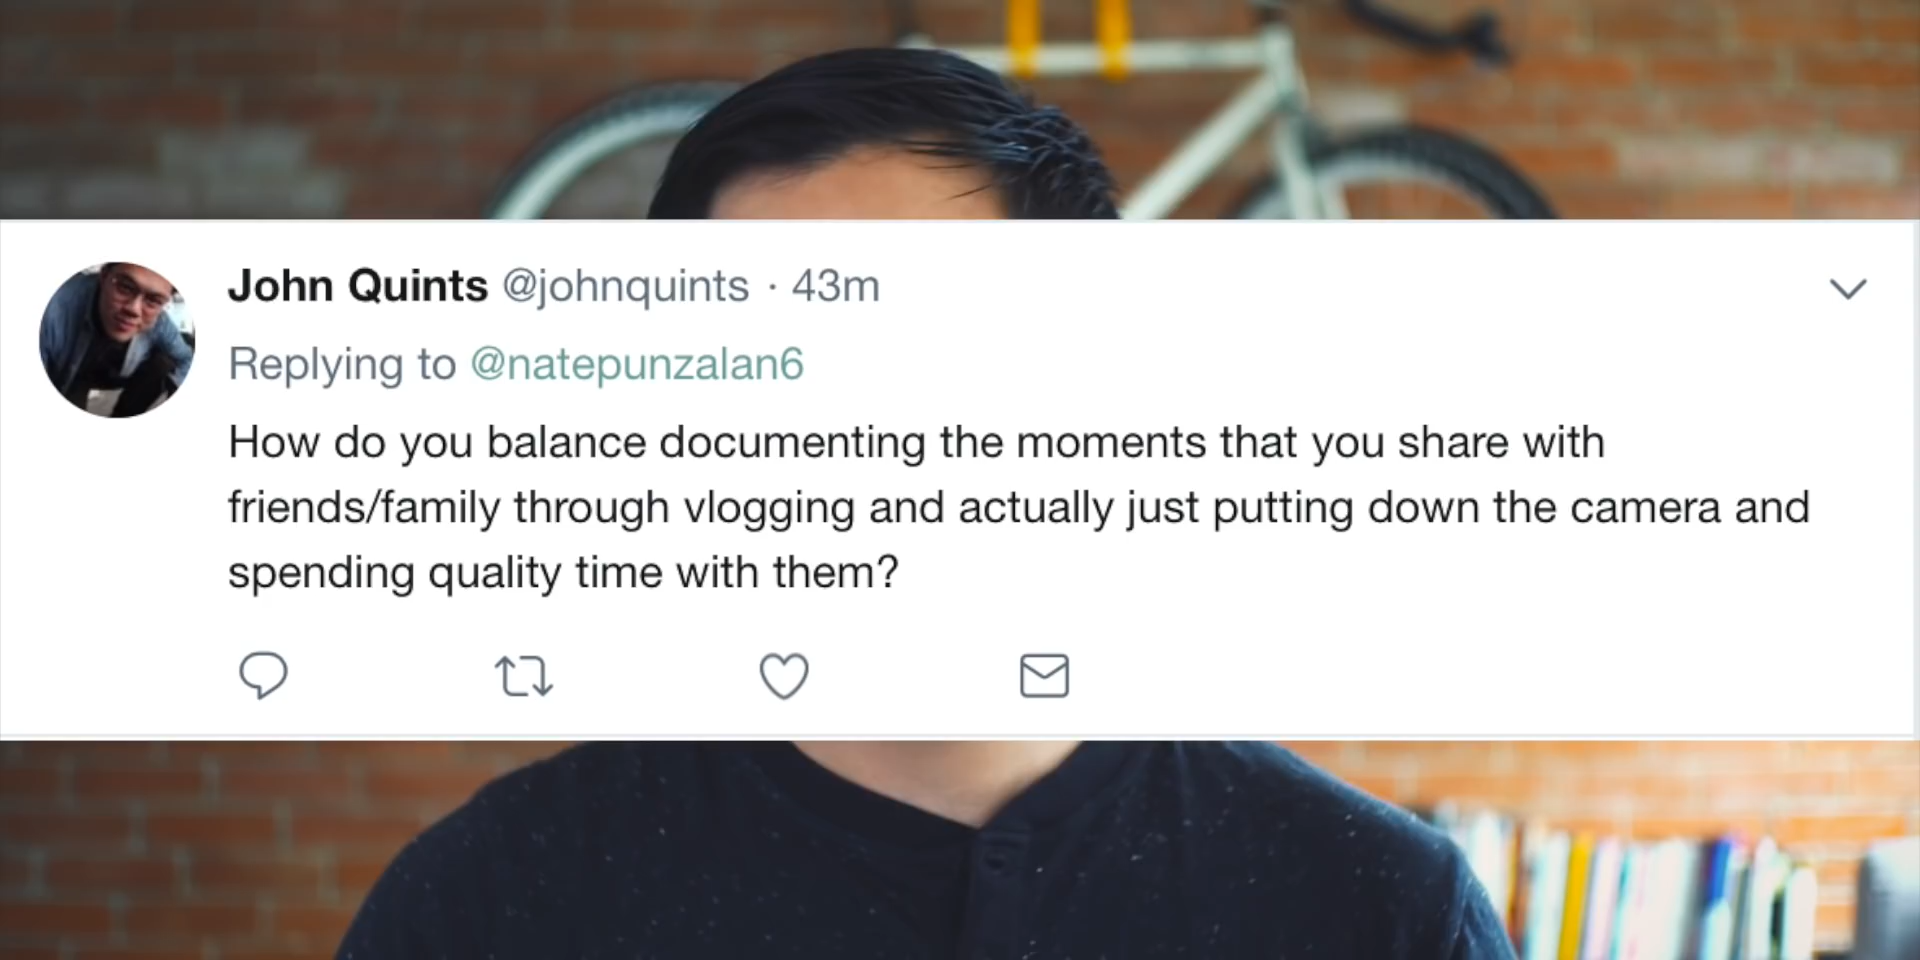 John Quints @johnquints · 43m
Replying to @natepunzalan6
How do you balance documenting the moments that you share with
friends/family through vlogging and actually just putting down the camera and
spending quality time with them?